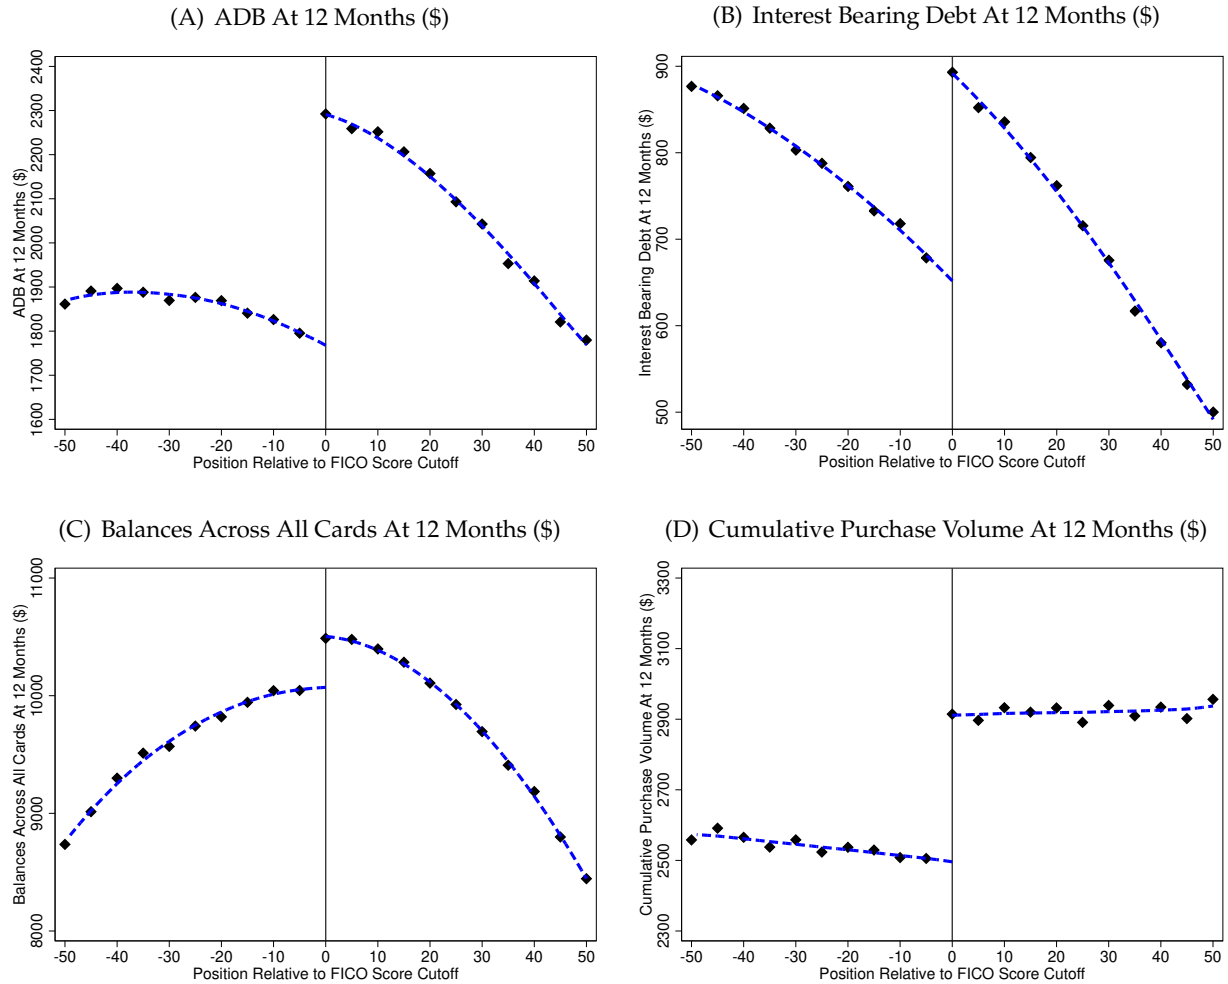 (A) ADB At 12 Months ($)
ADB At 12 Months ($)
2400
2300
2200
2100
2000
1900
1800
1700
1600
-50 -40 -30 -20 -10 0 10 20 30 40 50
Position Relative to FICO Score Cutoff
(B) Interest Bearing Debt At 12 Months ($)
Interest Bearing Debt At 12 Months ($)
900
800
700
600
500
-50 -40 -30 -20 -10 0 10 20 30 40 50
Position Relative to FICO Score Cutoff
(C) Balances Across All Cards At 12 Months ($)
Balances Across All Cards At 12 Months ($)
11000
10000
9000
8000
-50 -40 -30 -20 -10 0 10 20 30 40 50
Position Relative to FICO Score Cutoff
(D) Cumulative Purchase Volume At 12 Months ($)
Cumulative Purchase Volume At 12 Months ($)
3300
3100
2900
2700
2500
2300
-50 -40 -30 -20 -10 0 10 20 30 40 50
Position Relative to FICO Score Cutoff